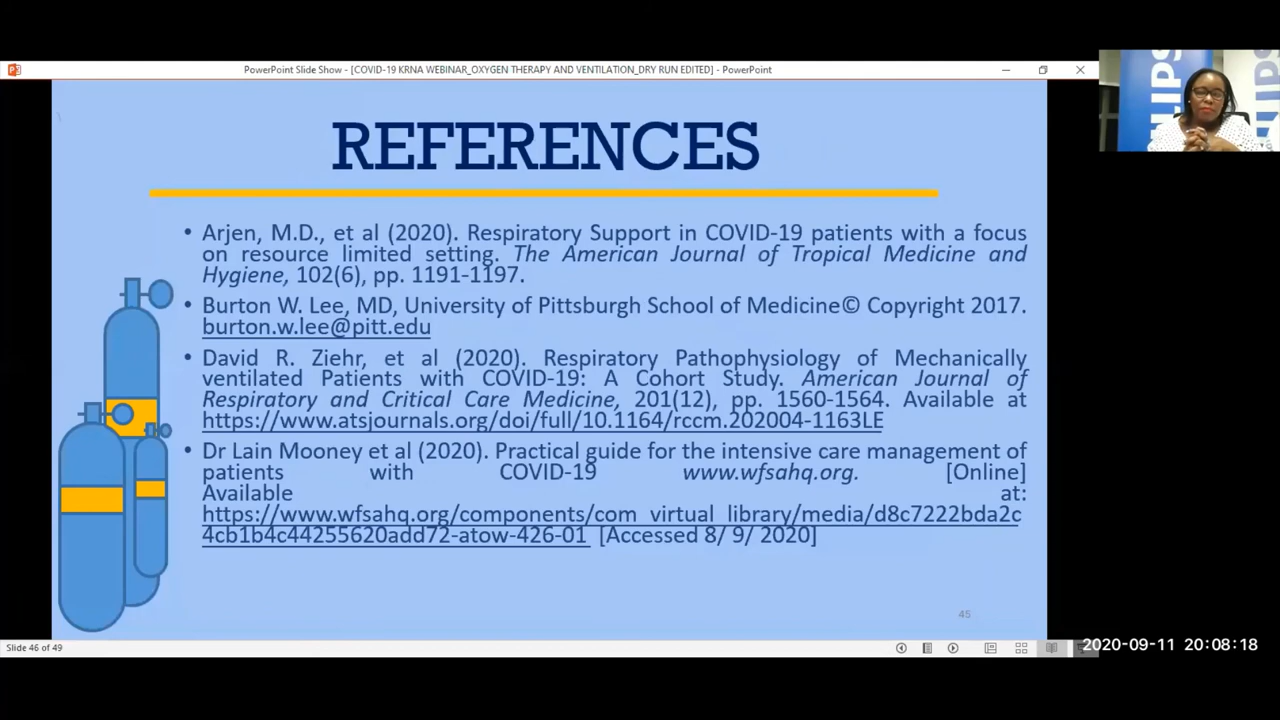 PowerPoint Slide Show - [COVID-19 KRNA WEBINAR_OXYGEN THERAPY AND VENTILATION_DRY RUN EDITED] - PowerPoint
REFERENCES
• Arjen, M.D., et al (2020). Respiratory Support in COVID-19 patients with a focus
on resource limited setting. The American Journal of Tropical Medicine and
Hygiene, 102(6), pp. 1191-1197.
• Burton W. Lee, MD, University of Pittsburgh School of Medicine© Copyright 2017.
burton.w.lee@pitt.edu
• David R. Ziehr, et al (2020). Respiratory Pathophysiology of Mechanically
ventilated Patients with COVID-19: A Cohort Study. American Journal of
Respiratory and Critical Care Medicine, 201(12), pp. 1560-1564. Available at
https://www.atsjournals.org/doi/full/10.1164/rccm.202004-1163LE
• Dr Lain Mooney et al (2020). Practical guide for the intensive care management of
patients with COVID-19 www.wfsahq.org. [Online]
Available at:
https://www.wfsahq.org/components/com_virtual_library/media/d8c7222bda2c
4cb1b4c44255620add72-atow-426-01 [Accessed 8/ 9/ 2020]
45
Slide 46 of 49
2020-09-11 20:08:18